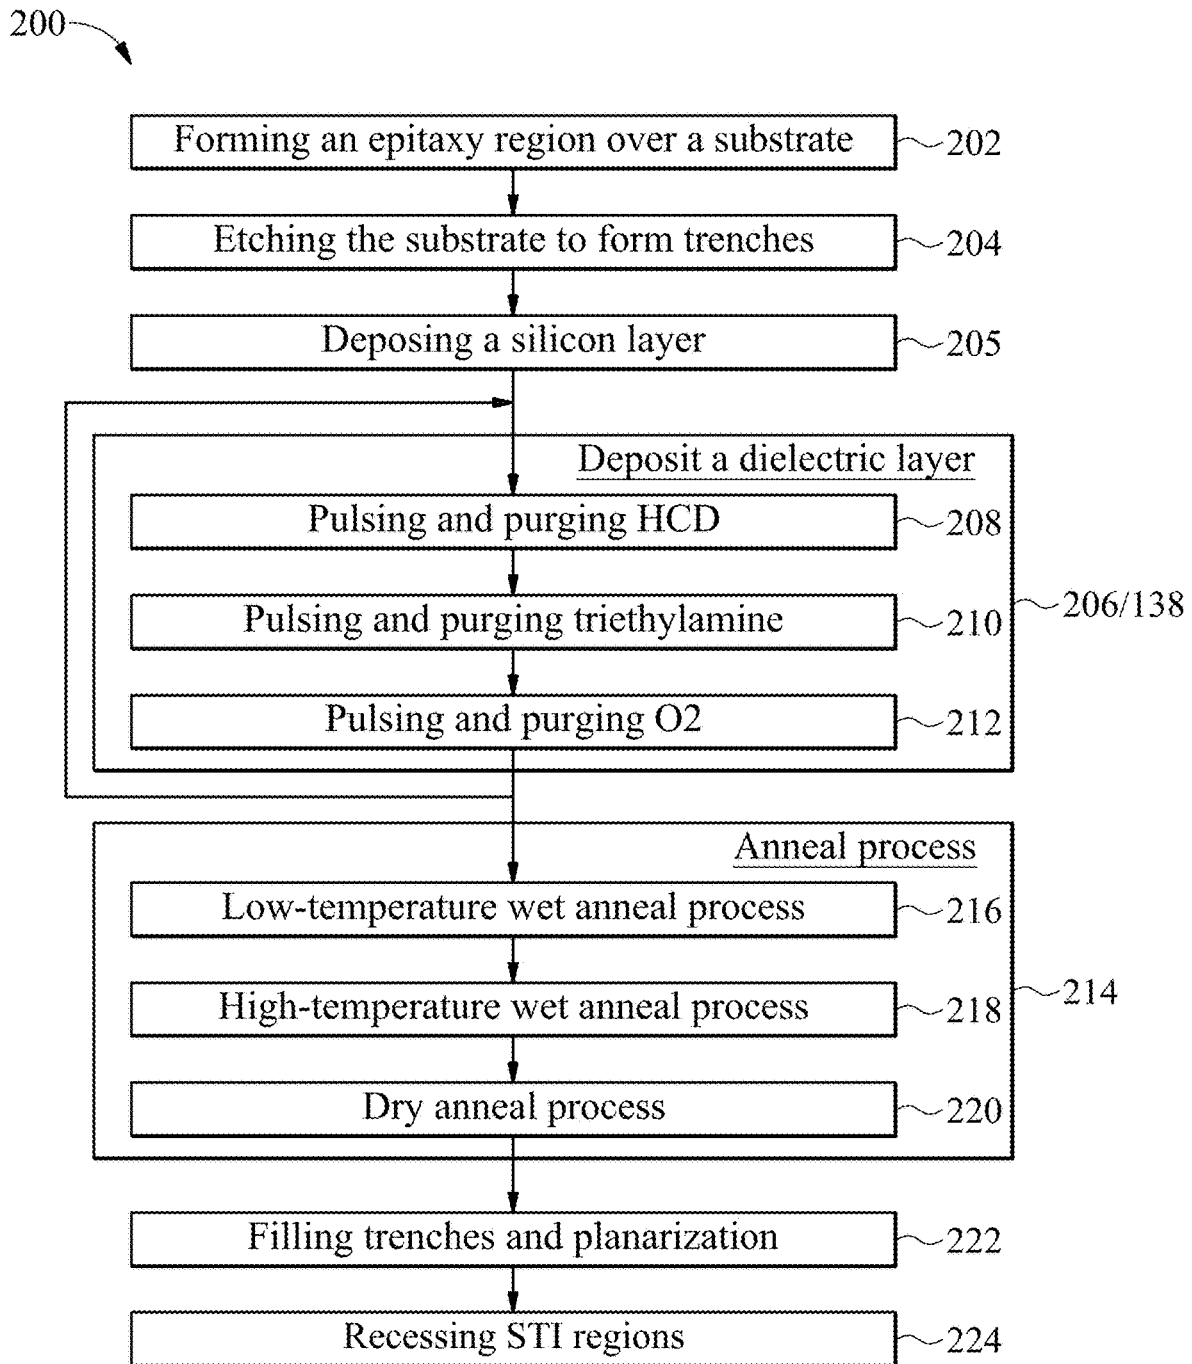 200
Forming an epitaxy region over a substrate 202
Etching the substrate to form trenches 204
Deposing a silicon layer 205
Deposit a dielectric layer
Pulsing and purging HCD 208
206/138
Pulsing and purging triethylamine 210
Pulsing and purging O2 212
Anneal process
Low-temperature wet anneal process 216
214
High-temperature wet anneal process 218
Dry anneal process 220
Filling trenches and planarization 222
Recessing STI regions 224